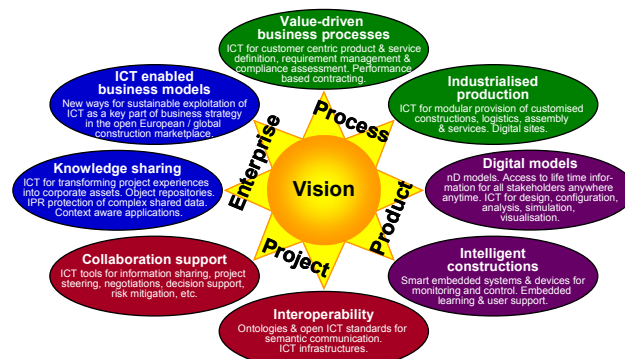 Value-driven
business processes
ICT for customer centric product & service
definition, requirement management &
compliance assessment. Performance
based contracting.
ICT enabled
business models
New ways for sustainable exploitation of
ICT as a key part of business strategy
in the open European / global
construction marketplace.
Industrialised
production
ICT for modular provision of customised
constructions, logistics, assembly
& services. Digital sites.
Process
Enterprise
Vision
Product
Project
Knowledge sharing
ICT for transforming project experiences
into corporate assets. Object repositories.
IPR protection of complex shared data.
Context aware applications.
Digital models
nD models. Access to life time infor-
mation for all stakeholders anywhere
anytime. ICT for design, configuration,
analysis, simulation,
visualisation.
Collaboration support
ICT tools for information sharing, project
steering, negotiations, decision support,
risk mitigation, etc.
Intelligent
constructions
Smart embedded systems & devices for
monitoring and control. Embedded
learning & user support.
Interoperability
Ontologies & open ICT standards for
semantic communication.
ICT infrastructures.